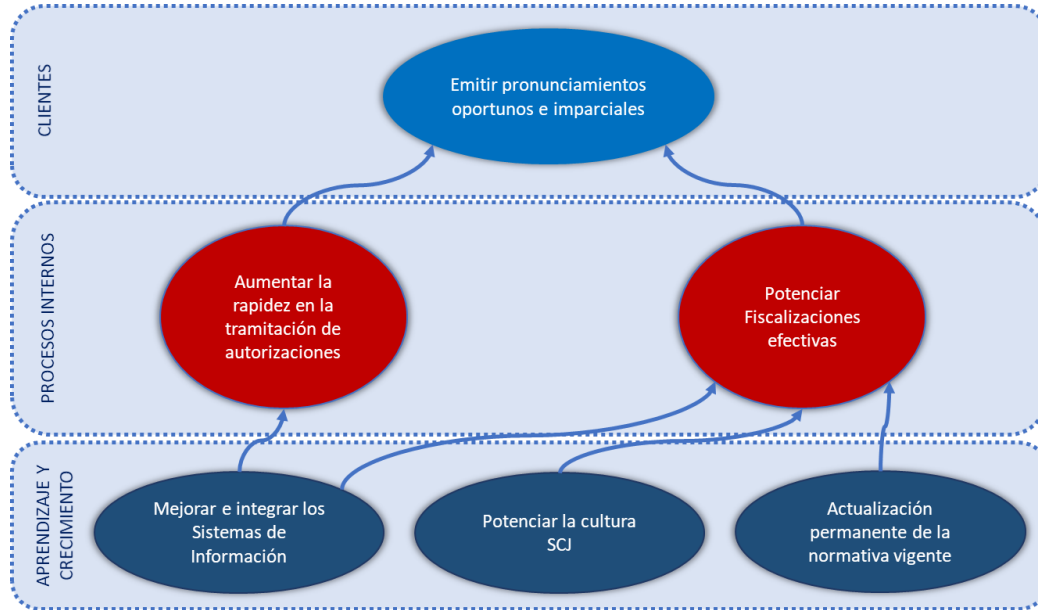 CLIENTES
Emitir pronunciamientos
oportunos e imparciales
PROCESOS INTERNOS
Aumentar la
rapidez en la
tramitación de
autorizaciones
Potenciar
Fiscalizaciones
efectivas
APRENDIZAJE Y
CRECIMIENTO
Mejorar e integrar los
Sistemas de
Información
Potenciar la cultura
SCJ
Actualización
permanente de la
normativa vigente